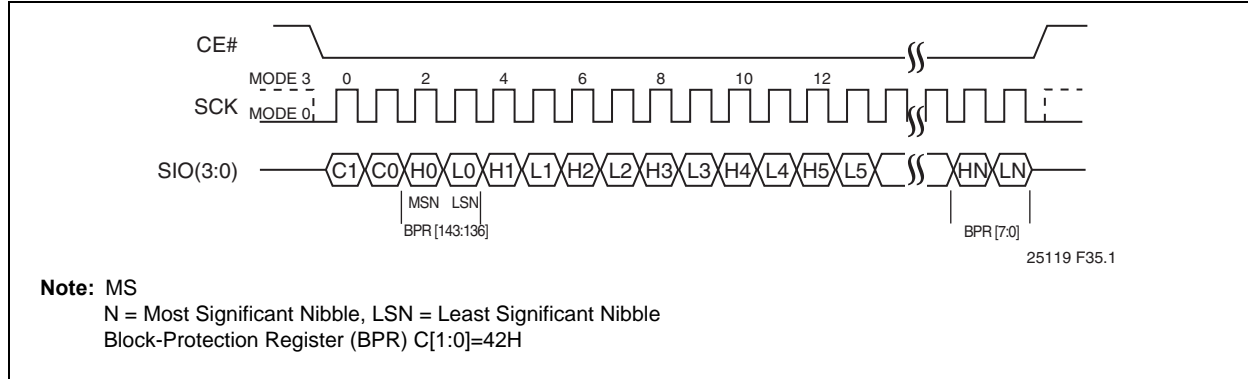 CE#
MODE 3 0 2 4 6 8 10 12
SCK MODE 0
SIO(3:0) C1 C0 H0 L0 H1 L1 H2 L2 H3 L3 H4 L4 H5 L5 HN LN
MSN LSN
BPR [143:136] BPR [7:0]
25119 F35.1
Note: MS
N = Most Significant Nibble, LSN = Least Significant Nibble
Block-Protection Register (BPR) C[1:0]=42H